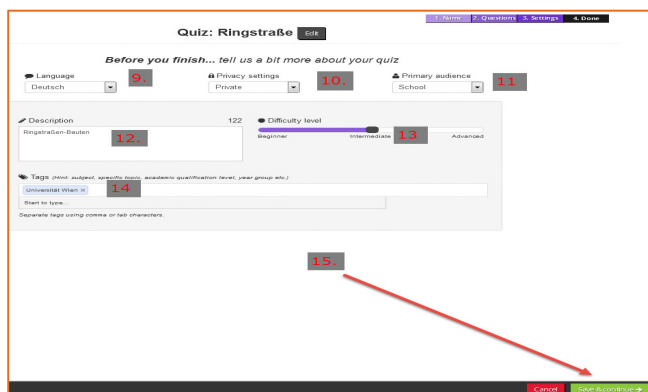 1. Name 2. Questions 3. Settings 4. Done
Quiz: Ringstraße Edit
Before you finish... tell us a bit more about your quiz
Language 9. Privacy settings 10. Primary audience 11
Deutsch Private School
Description 122 Difficulty level
Ringstraßen-Bauten 12. 13
Beginner Intermediate Advanced
Tags (Hint: subject, specific topic, academic qualification level, year group etc.)
Universität Wien x 14
Start to type...
Separate tags using comma or tab characters.
15.
Cancel Save & continue →